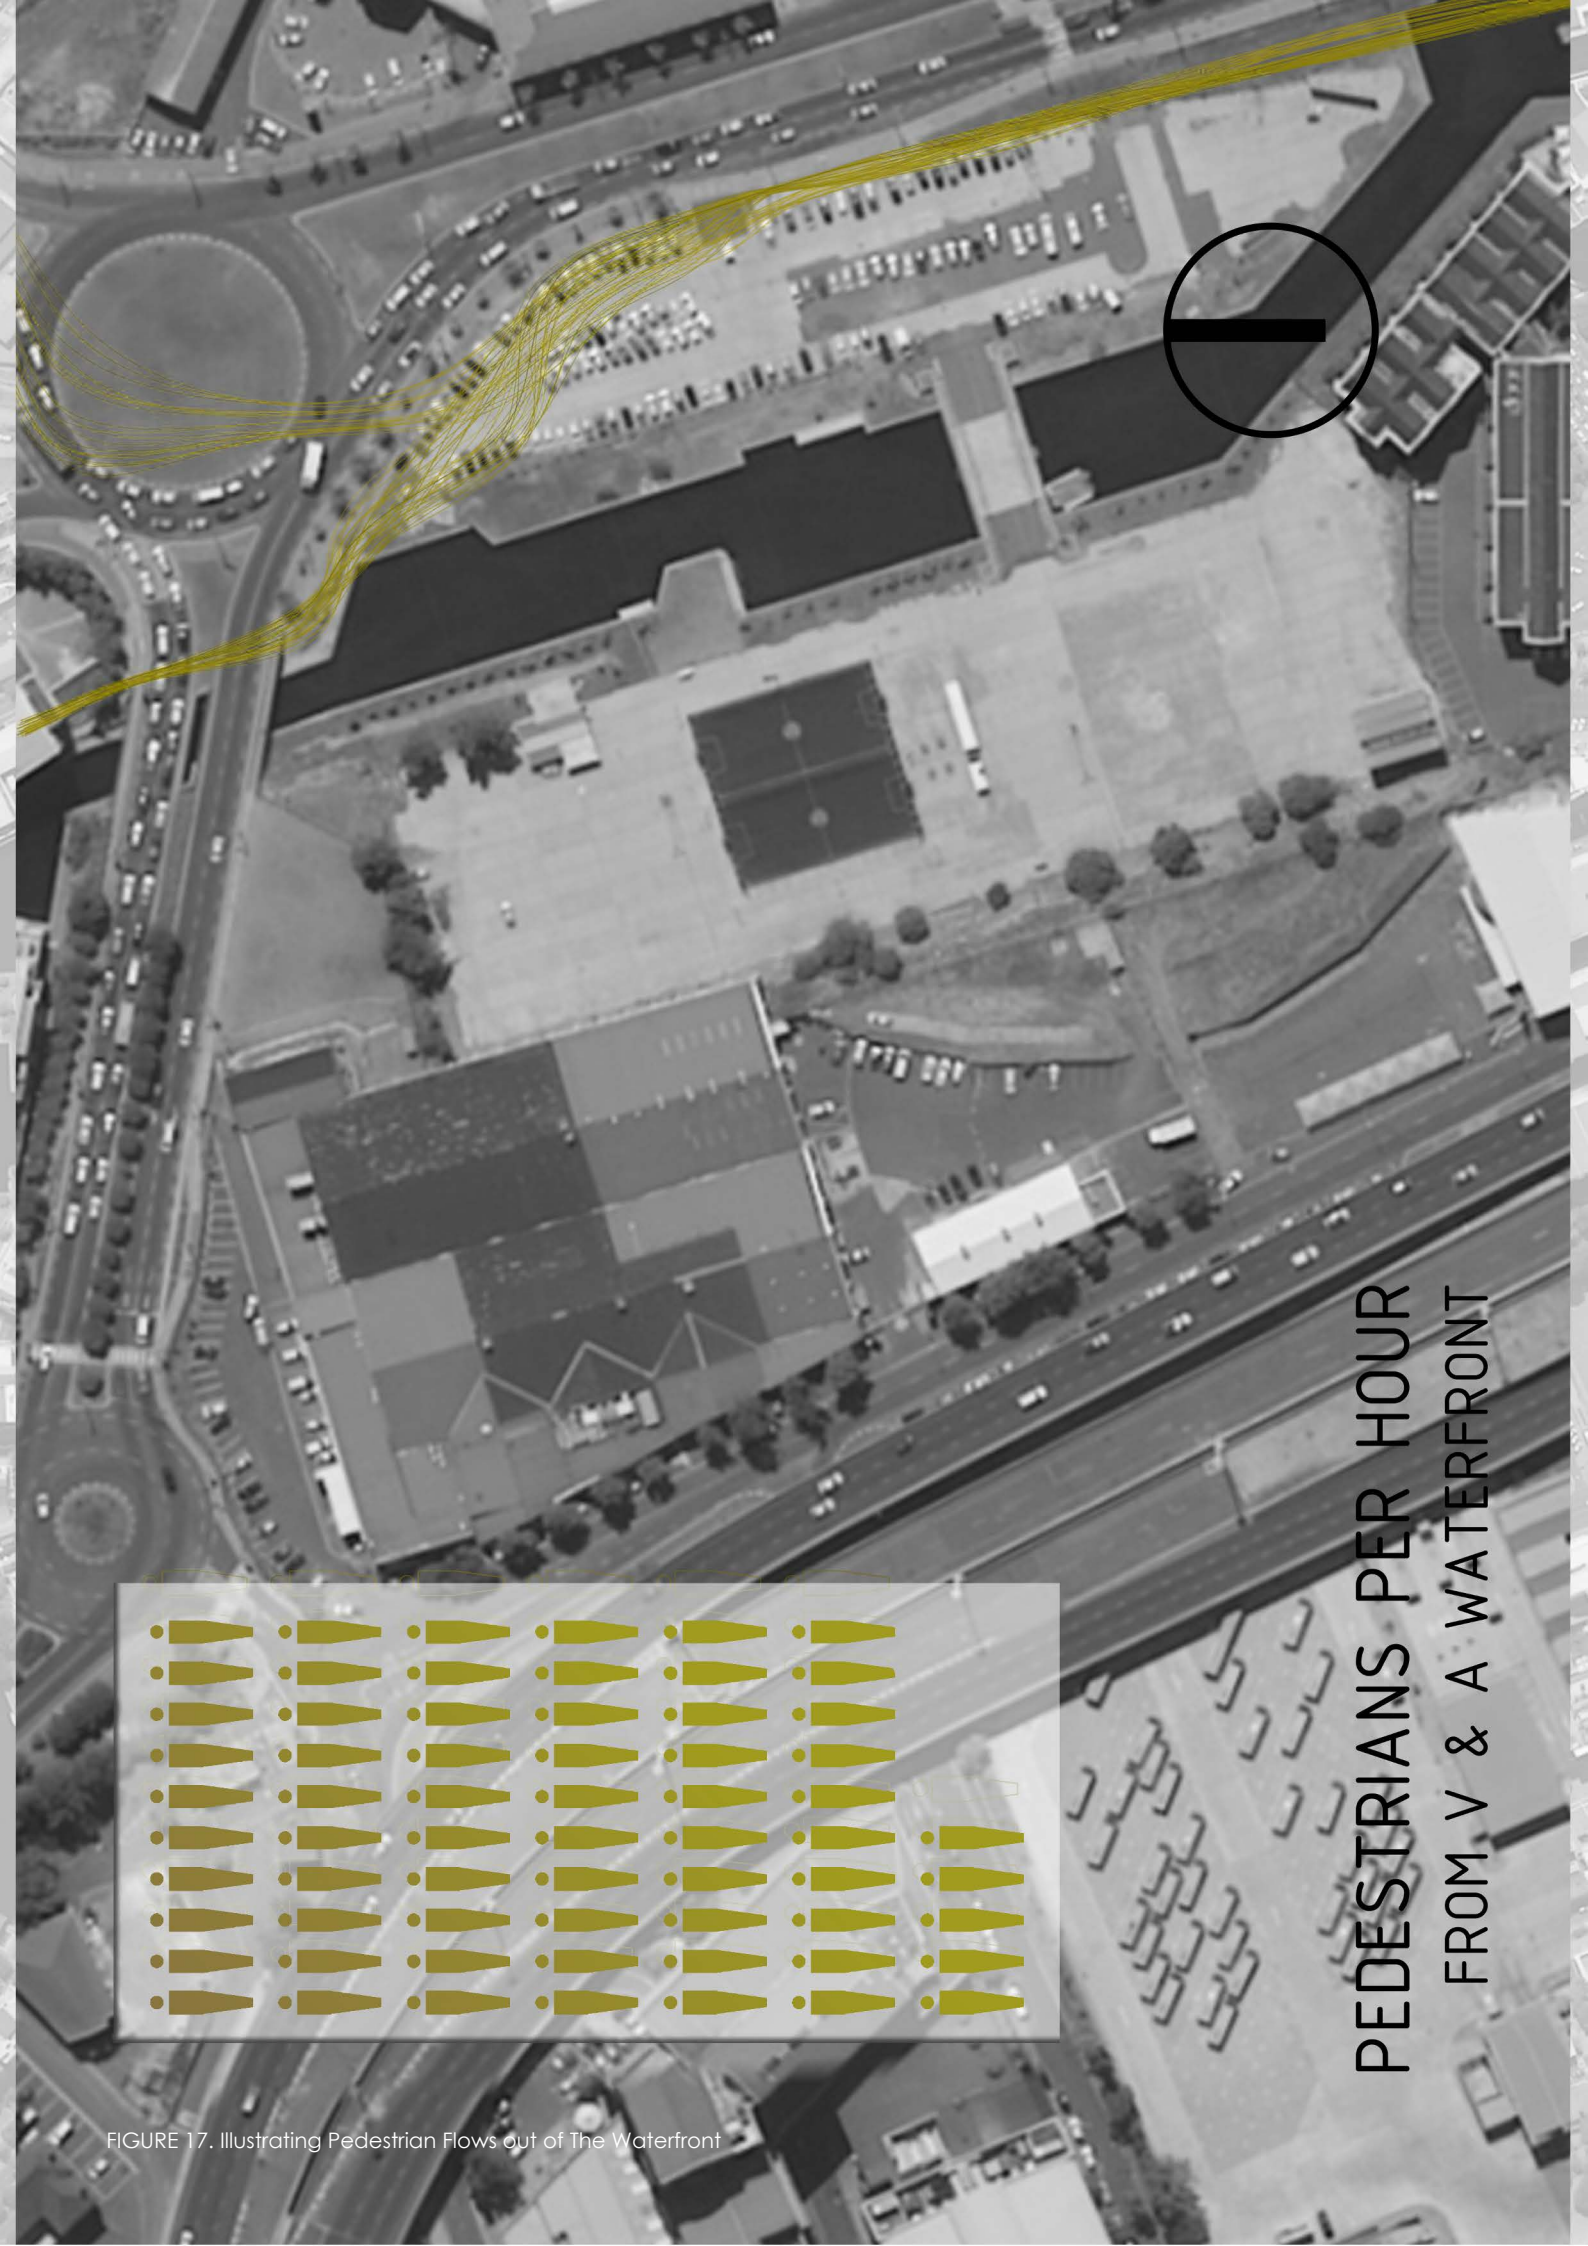 PEDESTRIANS PER HOUR
FROM V & A WATERFRONT
FIGURE 17. Illustrating Pedestrian Flows out of The Waterfront